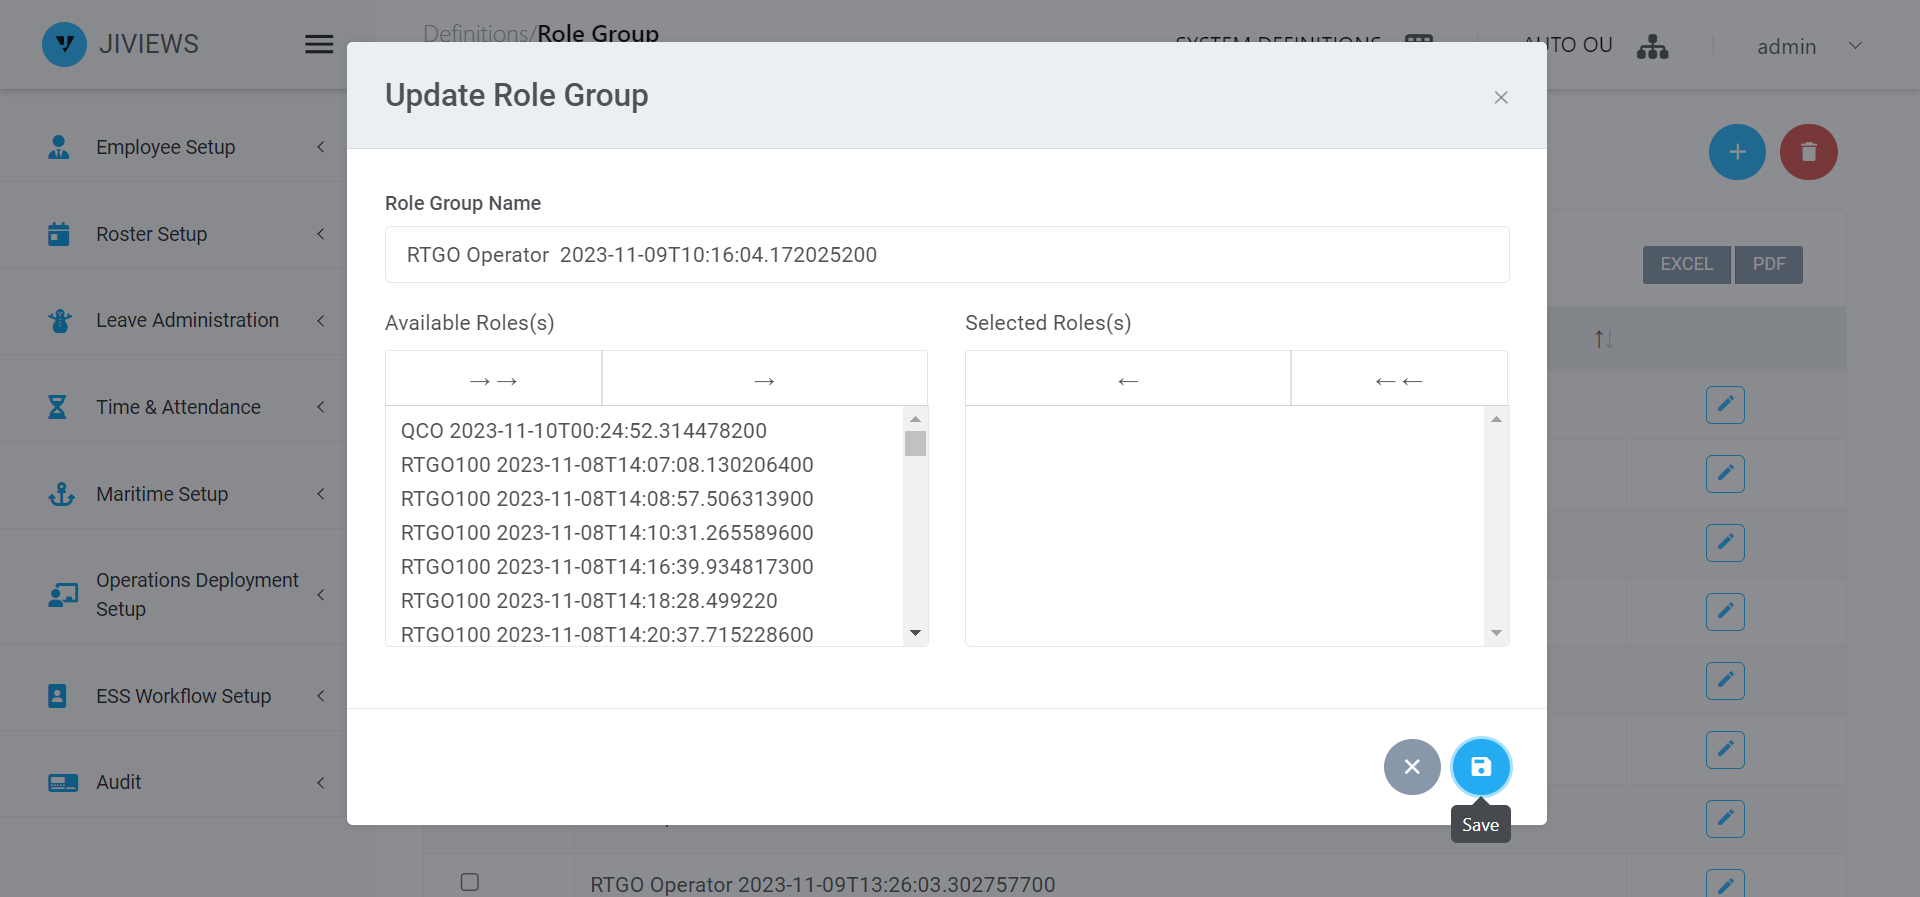 JIVIEWS
Definitions/Role Group
SYSTEM DEFINITIONS
AUTO OU
admin
Employee Setup
Roster Setup
Leave Administration
Time & Attendance
Maritime Setup
Operations Deployment
Setup
ESS Workflow Setup
Audit
Update Role Group
Role Group Name
RTGO Operator  2023-11-09T10:16:04.172025200
Available Roles(s)
→→
→
QCO 2023-11-10T00:24:52.314478200
RTGO100 2023-11-08T14:07:08.130206400
RTGO100 2023-11-08T14:08:57.506313900
RTGO100 2023-11-08T14:10:31.265589600
RTGO100 2023-11-08T14:16:39.934817300
RTGO100 2023-11-08T14:18:28.499220
RTGO100 2023-11-08T14:20:37.715228600
Selected Roles(s)
←
←←
Save
EXCEL
PDF
RTGO Operator 2023-11-09T13:26:03.302757700